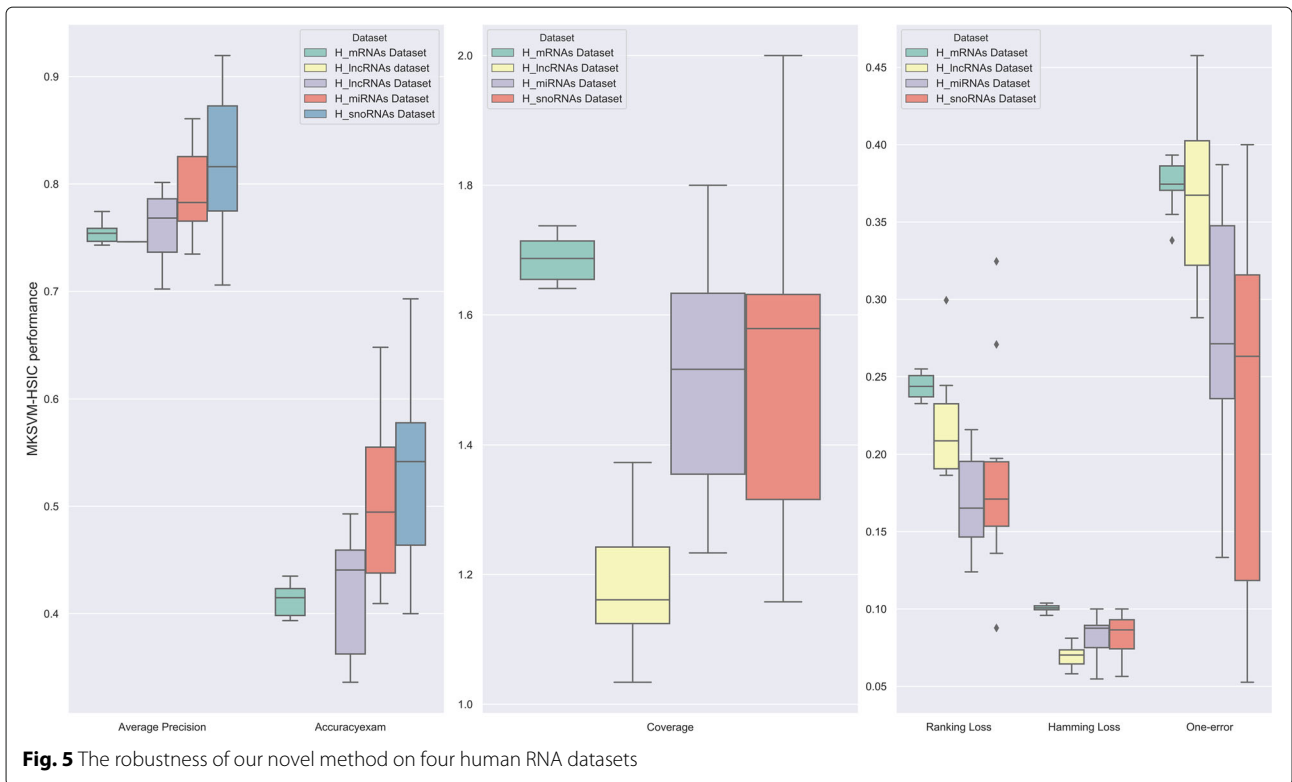 MKSVM-HSIC performance
Dataset
H_mRNAs Dataset
H_lncRNAs dataset
H_lncRNAs Dataset
H_miRNAs Dataset
H_snoRNAs Dataset
0.9
0.8
0.7
0.6
0.5
0.4
Average Precision
Accuracyexam
Dataset
H_mRNAs Dataset
H_lncRNAs Dataset
H_miRNAs Dataset
H_snoRNAs Dataset
2.0
1.8
1.6
1.4
1.2
1.0
Coverage
Dataset
H_mRNAs Dataset
H_lncRNAs Dataset
H_miRNAs Dataset
H_snoRNAs Dataset
0.45
0.40
0.35
0.30
0.25
0.20
0.15
0.10
0.05
Ranking Loss
Hamming Loss
One-error
Fig. 5 The robustness of our novel method on four human RNA datasets